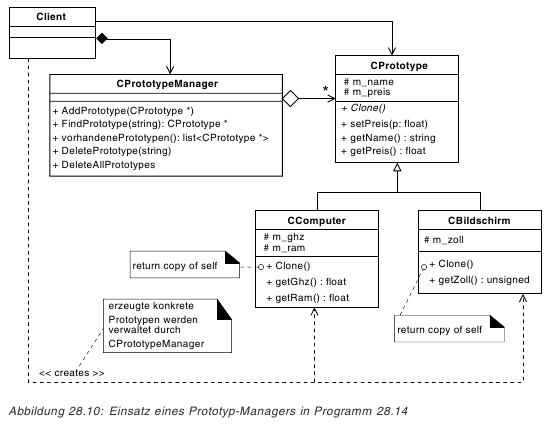 Client
CPrototypeManager
+ AddPrototype(CPrototype *)
+ FindPrototype(string): CPrototype *
+ vorhandenePrototypen(): list<CPrototype *>
+ DeletePrototype(string)
+ DeleteAllPrototypes
*
CPrototype
# m_name
# m_preis
+ Clone()
+ setPreis(p: float)
+ getName() : string
+ getPreis() : float
CComputer
# m_ghz
# m_ram
+ Clone()
+ getGhz() : float
+ getRam() : float
CBildschirm
# m_zoll
+ Clone()
+ getZoll() : unsigned
return copy of self
return copy of self
erzeugte konkrete
Prototypen werden
verwaltet durch
CPrototypeManager
<< creates >>
Abbildung 28.10: Einsatz eines Prototyp-Managers in Programm 28.14